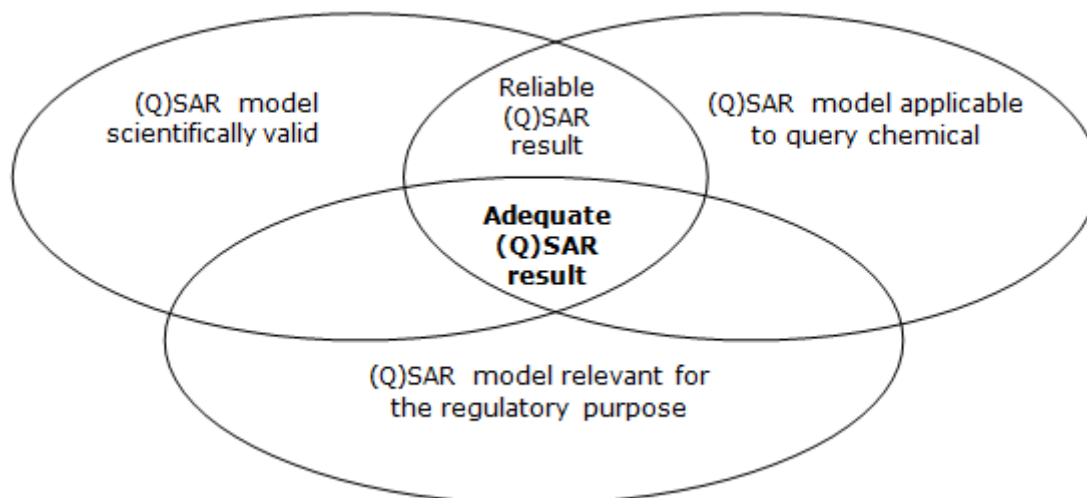 (Q)SAR model
scientifically valid
Reliable
(Q)SAR
result
(Q)SAR model applicable
to query chemical
Adequate
(Q)SAR
result
(Q)SAR model relevant for
the regulatory purpose